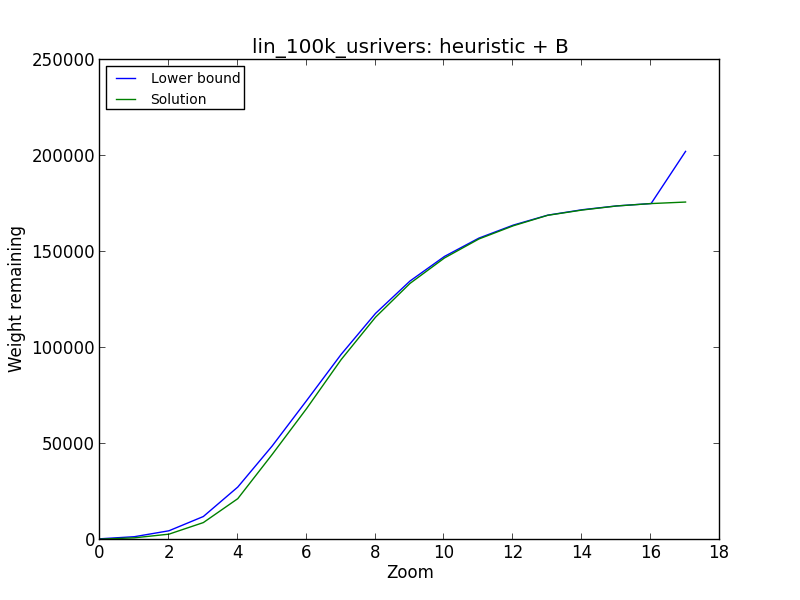 lin_100k_usrivers: heuristic + B
250000
Lower bound
Solution
200000
150000
Weight remaining
100000
50000
0
0 2 4 6 8 10 12 14 16 18
Zoom